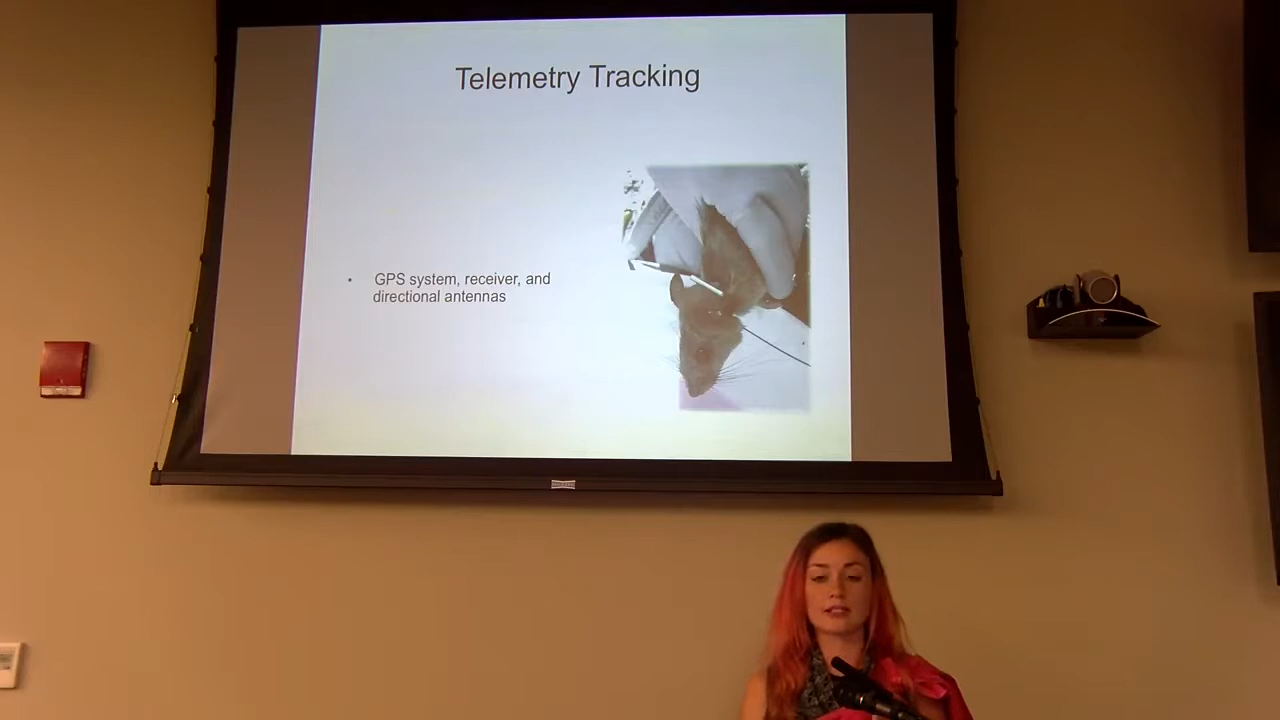 Telemetry Tracking
• GPS system, receiver, and
directional antennas